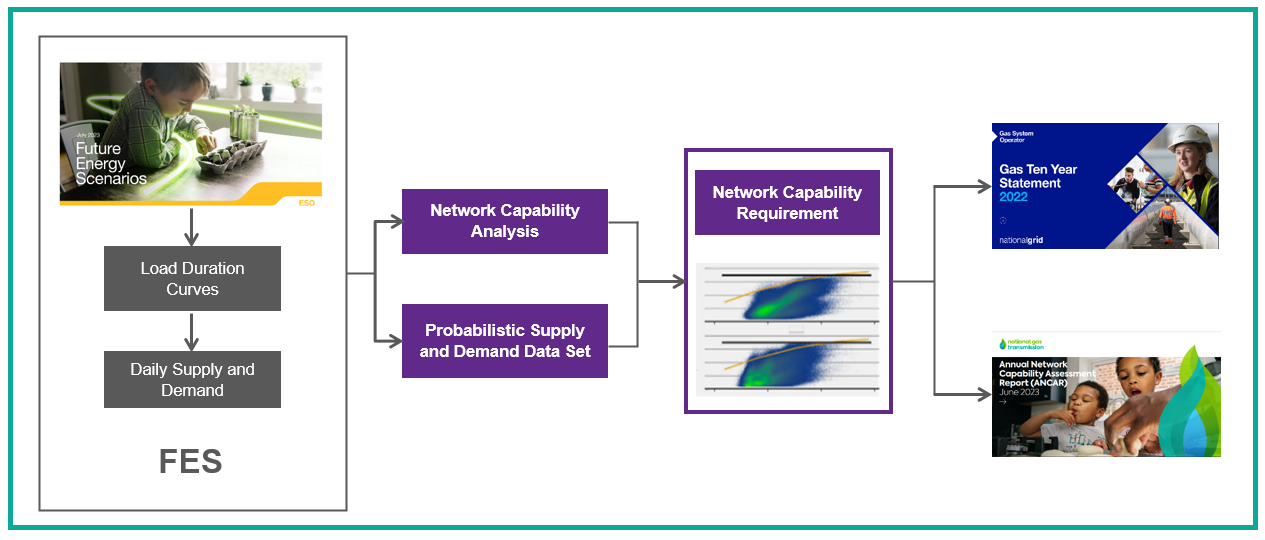 July 2023
Future
Energy
Scenarios
ESO
Load Duration
Curves
Daily Supply and
Demand
FES
Network Capability
Analysis
Probabilistic Supply
and Demand Data Set
Network Capability
Requirement
Gas System
Operator
Gas Ten Year
Statement
2022
nationalgrid
national gas
transmission
Annual Network
Capability Assessment
Report (ANCAR)
June 2023